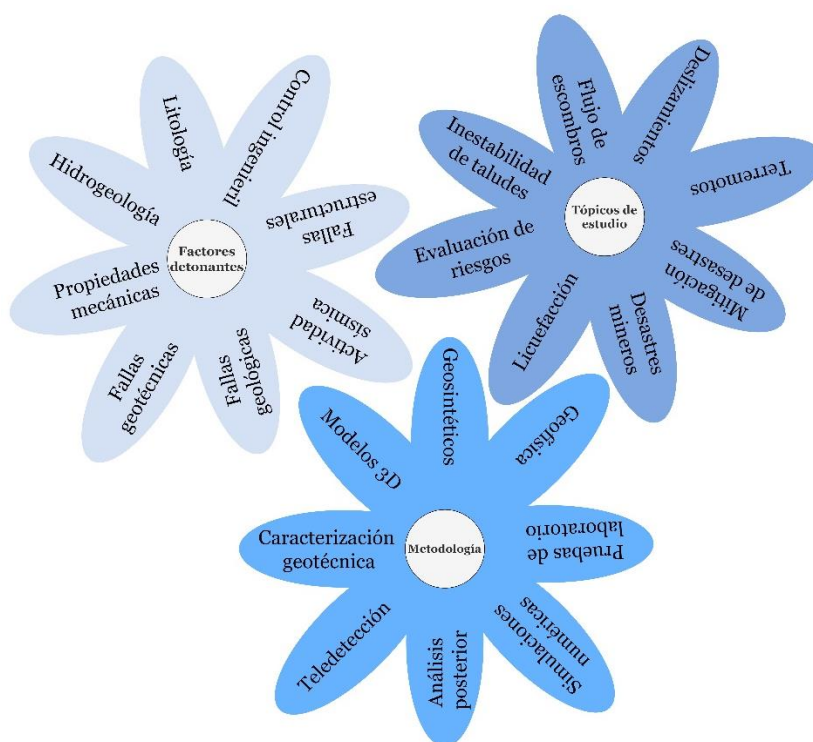 Factores
detonantes
Litología
Control ingenieril
Fallas
estructurales
Actividad
sísmica
Fallas
geológicas
Fallas
geotécnicas
Propiedades
mecánicas
Hidrogeología
Tópicos de
estudio
Flujo de
escombros
Deslizamientos
Terremotos
Mitigación
de desastres
Desastres
mineros
Licuefacción
Evaluación de
riesgos
Inestabilidad
de taludes
Metodología
Geosintéticos
Geofísica
Pruebas de
laboratorio
Simulaciones
numéricas
Análisis
posterior
Teledetección
Caracterización
geotécnica
Modelos 3D